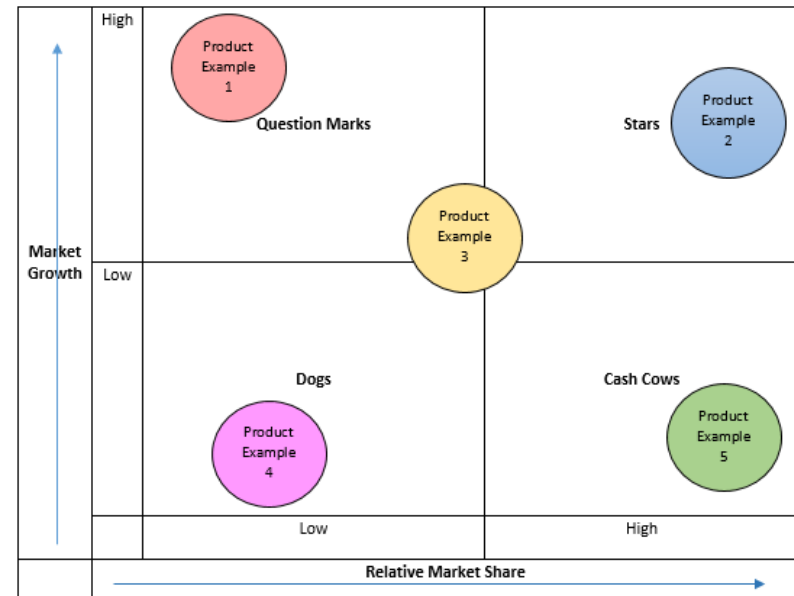 High
Product
Example
1
Question Marks
Stars
Product
Example
2
Product
Example
3
Market
Growth
Low
Dogs
Cash Cows
Product
Example
4
Product
Example
5
Low
High
Relative Market Share